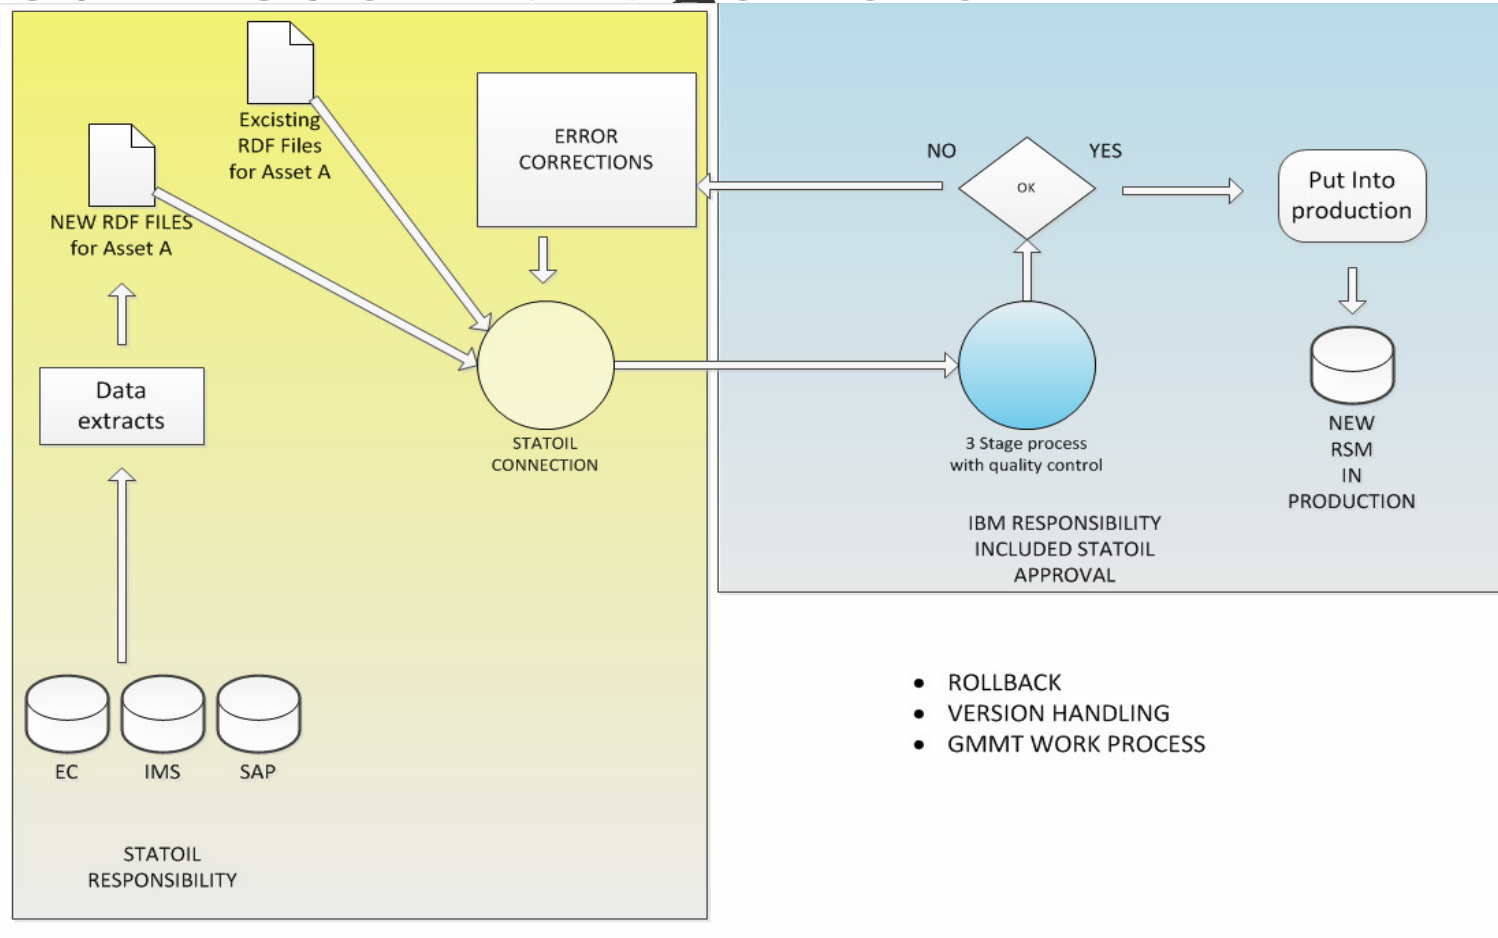 Excisting
RDF Files
for Asset A
NEW RDF FILES
for Asset A
Data
extracts
EC
IMS
SAP
STATOIL
RESPONSIBILITY
ERROR
CORRECTIONS
STATOIL
CONNECTION
NO
OK
YES
Put Into
production
3 Stage process
with quality control
NEW
RSM
IN
PRODUCTION
IBM RESPONSIBILITY
INCLUDED STATOIL
APPROVAL
• ROLLBACK
• VERSION HANDLING
• GMMT WORK PROCESS